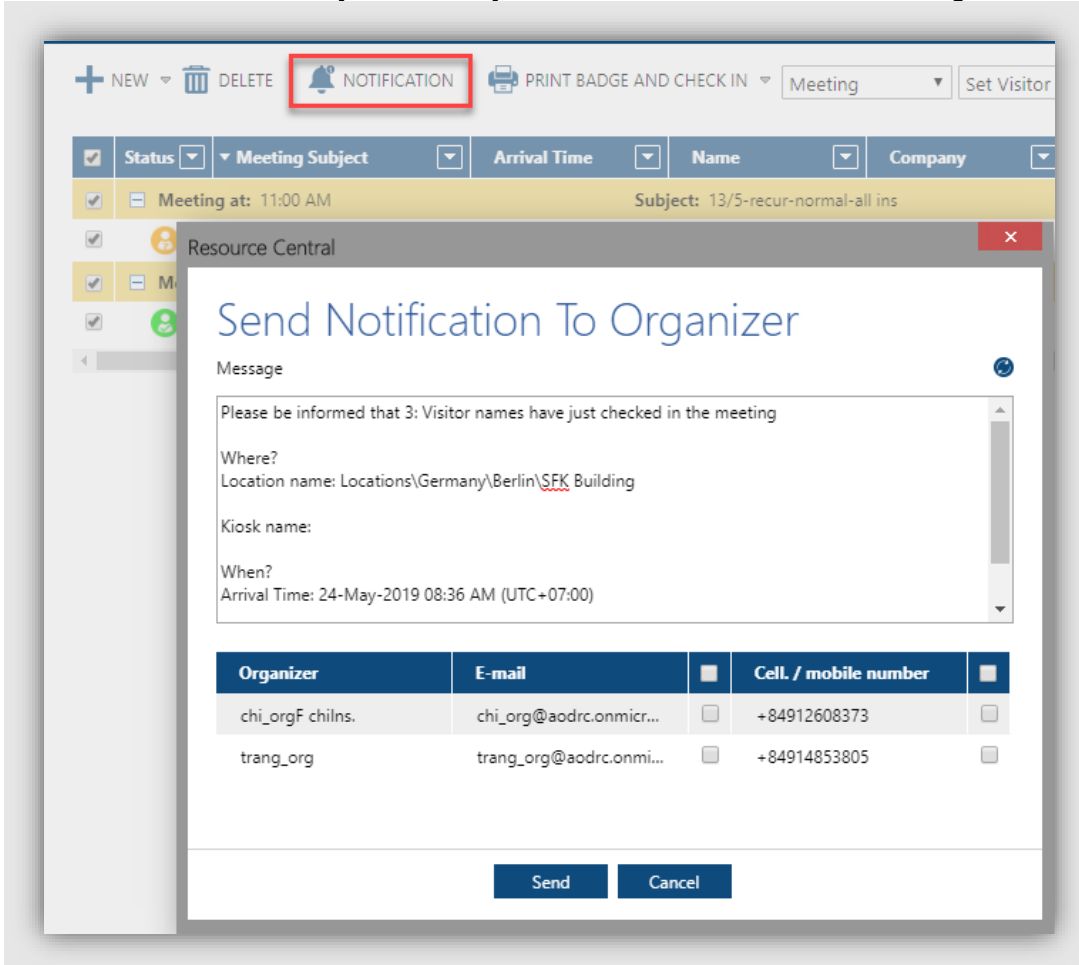 NEW DELETE NOTIFICATION PRINT BADGE AND CHECK IN Meeting Set Visitor
Status Meeting Subject Arrival Time Name Company
Meeting at: 11:00 AM Subject: 13/5-recur-normal-all ins
Resource Central
Send Notification To Organizer
Message
Please be informed that 3: Visitor names have just checked in the meeting
Where?
Location name: Locations\Germany\Berlin\SFK Building
Kiosk name:
When?
Arrival Time: 24-May-2019 08:36 AM (UTC+07:00)
Organizer E-mail Cell. / mobile number
chi_orgF chilns. chi_org@aodrc.onmicr... +84912608373
trang_org trang_org@aodrc.onmi... +84914853805
Send Cancel